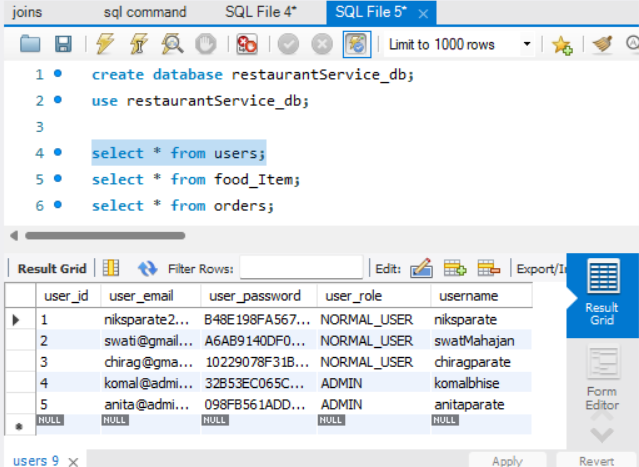 joins sql command SQL File 4* SQL File 5* ×
Limit to 1000 rows
1 create database restaurantService_db;
2 use restaurantService_db;
3
4 select * from users;
5 select * from food_Item;
6 select * from orders;
Result Grid Filter Rows: Edit: Export/I
user_id user_email user_password user_role username
1 niksparate2... B48E198FA567... NORMAL_USER niksparate
2 swati@gmail... A6AB9140DF0... NORMAL_USER swatMahajan
3 chirag@gma... 10229078F31B... NORMAL_USER chiragparate
4 komal@admi... 32B53EC065C... ADMIN komalbhise
5 anita@admi... 098FB561ADD... ADMIN anitaparate
NULL NULL NULL NULL NULL
Result
Grid
Form
Editor
users 9 × Apply Revert